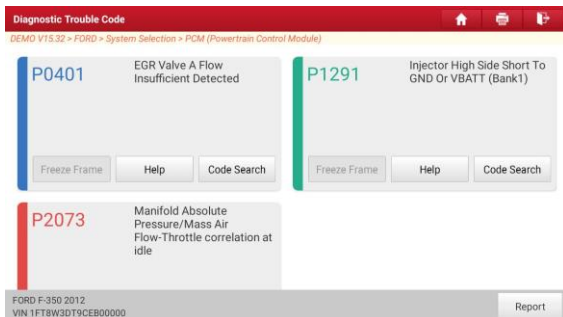 Diagnostic Trouble Code
DEMO V15.32 > FORD > System Selection > PCM (Powertrain Control Module)
P0401
EGR Valve A Flow
Insufficient Detected
Freeze Frame
Help
Code Search
P1291
Injector High Side Short To
GND Or VBATT (Bank1)
Freeze Frame
Help
Code Search
P2073
Manifold Absolute
Pressure/Mass Air
Flow-Throttle correlation at
idle
FORD F-350 2012
VIN 1FT8W3DT9CEB00000
Report